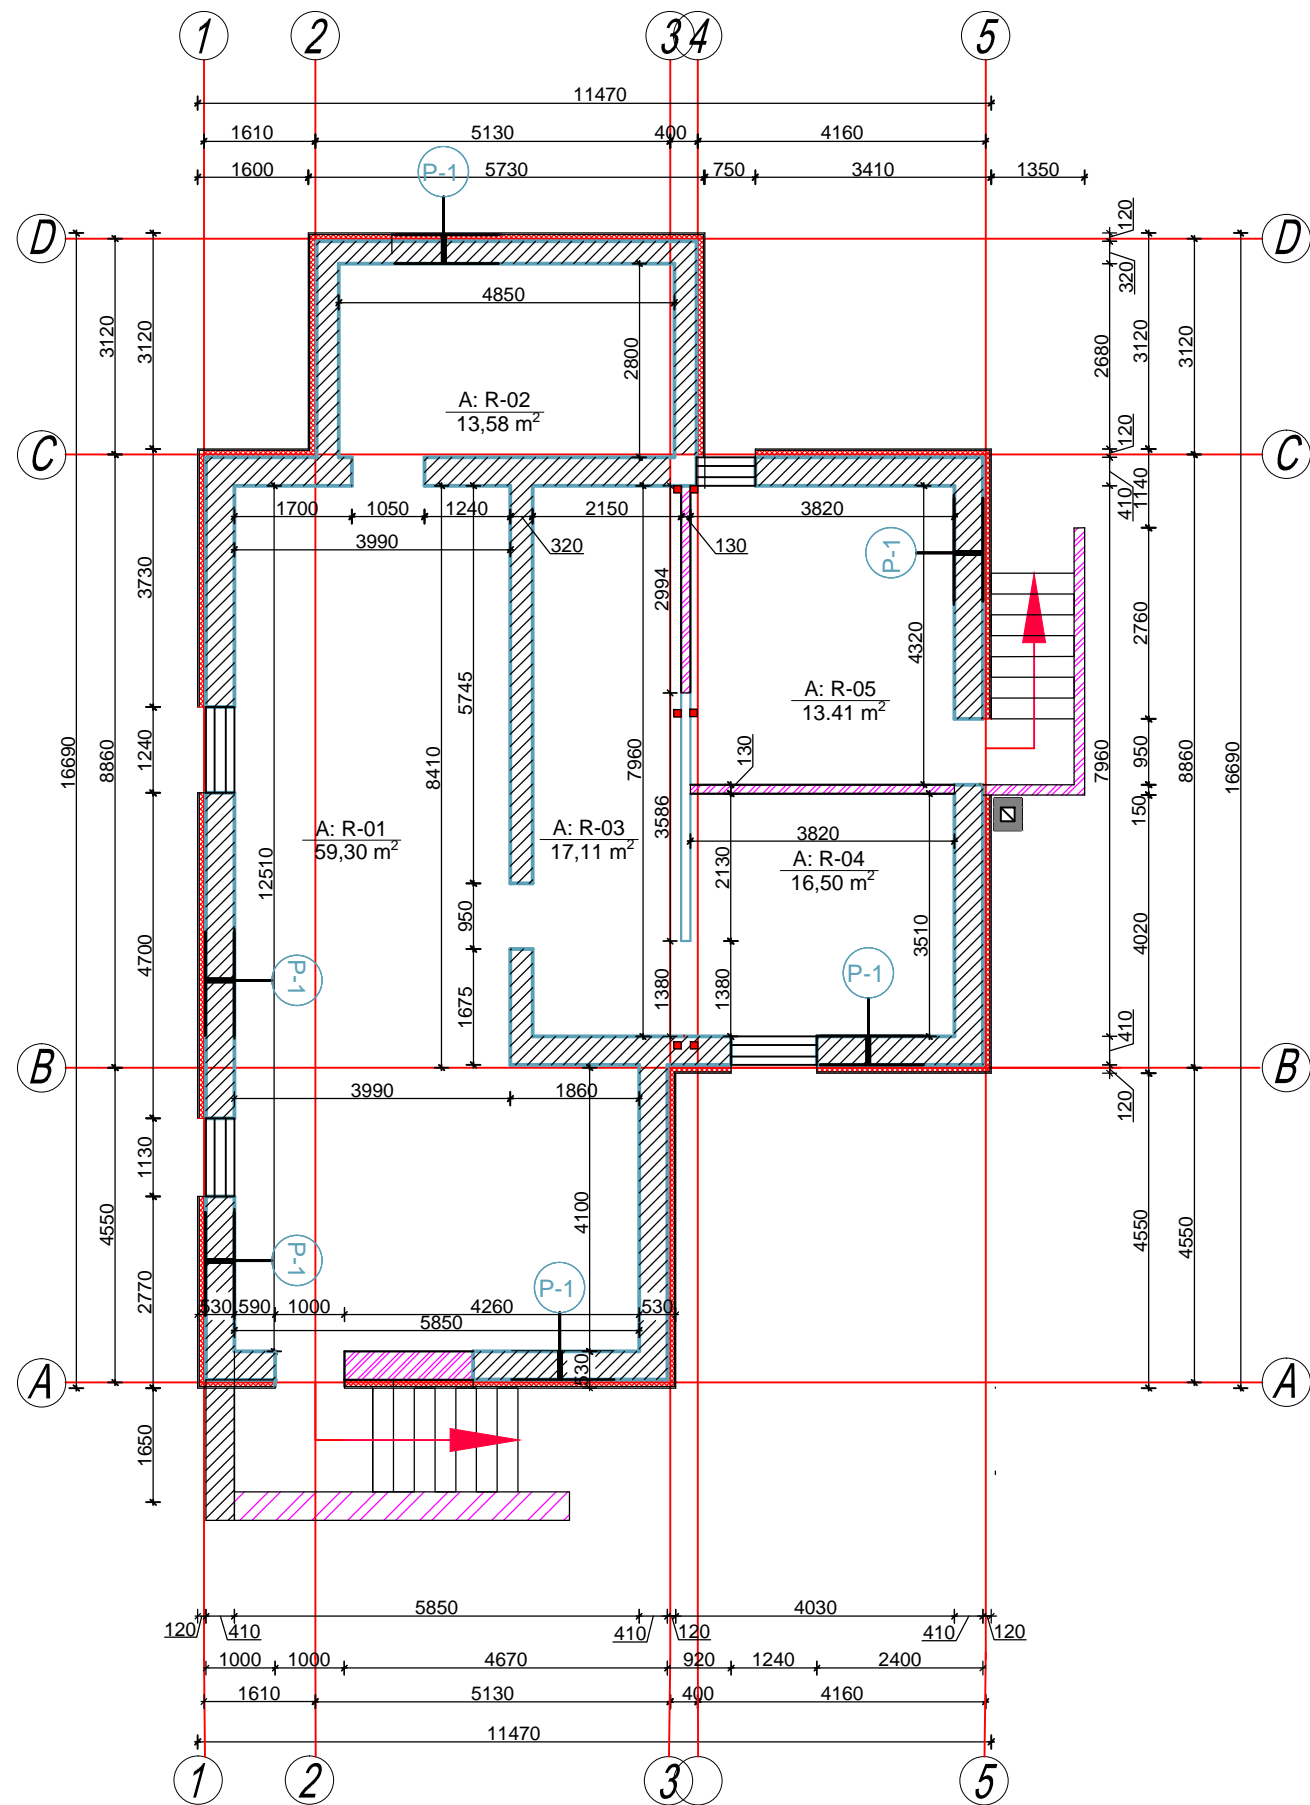 1 2 3 4 5
11470
1610 5130 400 4160
1600 5730 750 3410 1350
P-1
D D
120
320
3120 3120 2680 3120 3120
4850
2800
A: R-02
13,58 m²
C C
120
410 1140
1700 1050 1240 2150 3820
3990 320 130
P-1
3730 2994 2760
4320
5745
A: R-05
13.41 m²
16690 8860 1240 8410 7960 130 7960 950 8860 16690
150
3586
A: R-01
59,30 m²
A: R-03
17,11 m²
3820
A: R-04
16,50 m²
12510 2130
950 3510 4020
4700
P-1 P-1
1675 1380 1380
410
B B
3990 1860
120
1130
4550 4100 4550 4550
P-1
P-1
2770
530 590 1000 4260 530
5850
530
A A
1650
5850 4030
120 410 410 120 410 120
1000 1000 4670 920 1240 2400
1610 5130 400 4160
11470
1 2 3 5